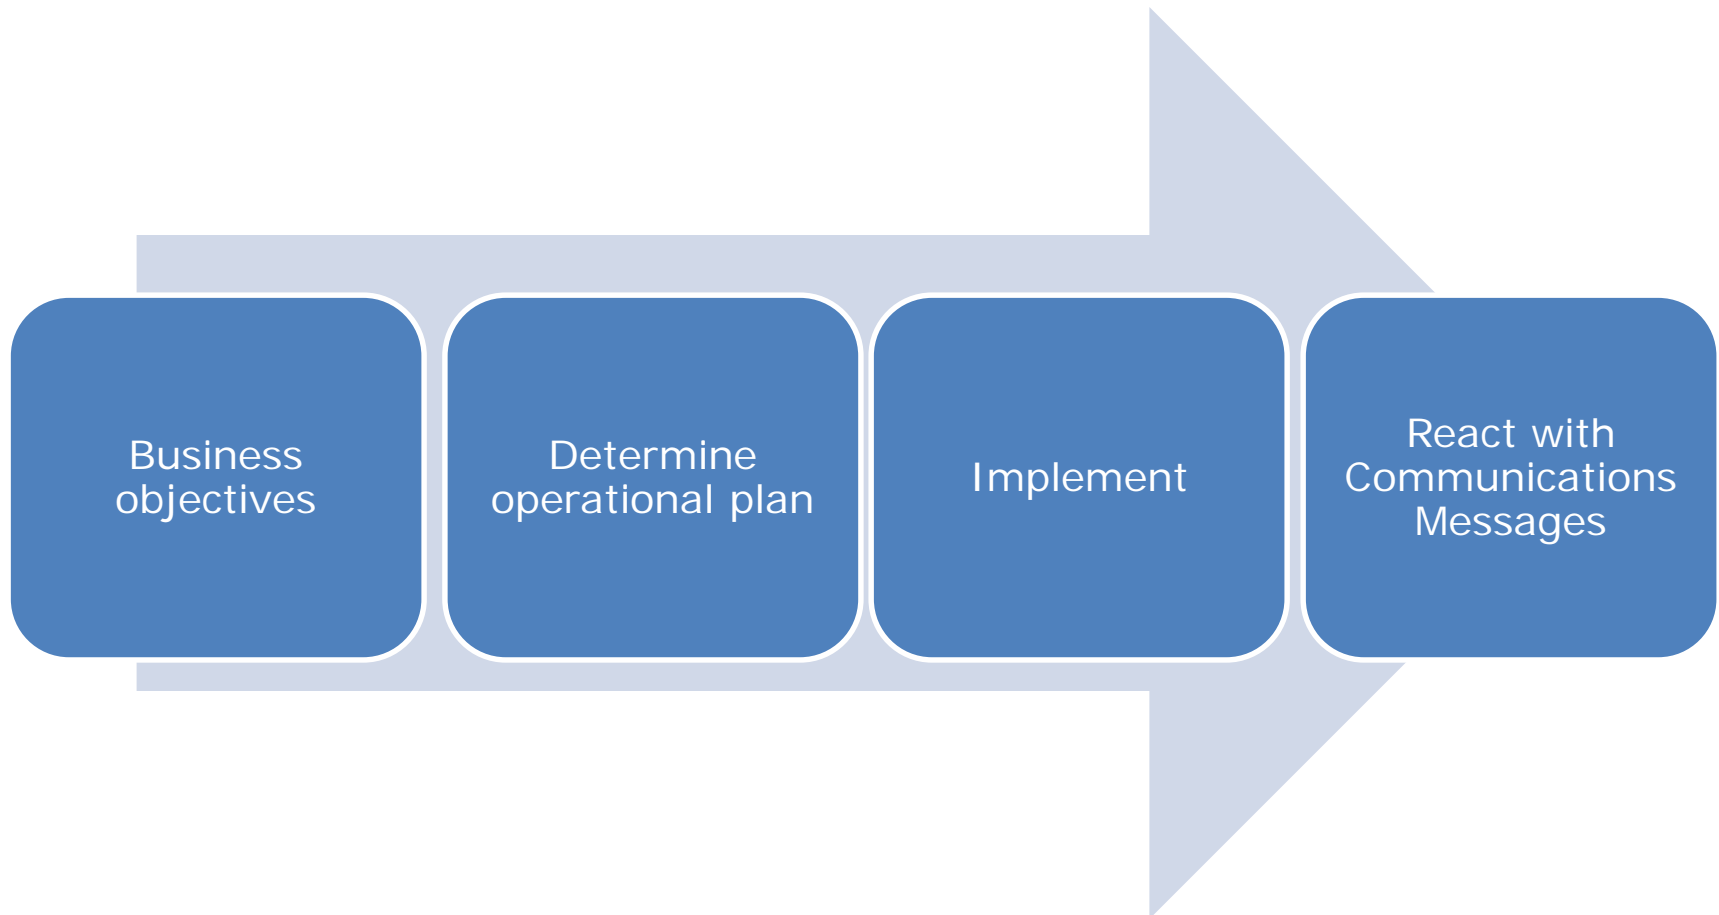 Business
objectives
Determine
operational plan
Implement
React with
Communications
Messages